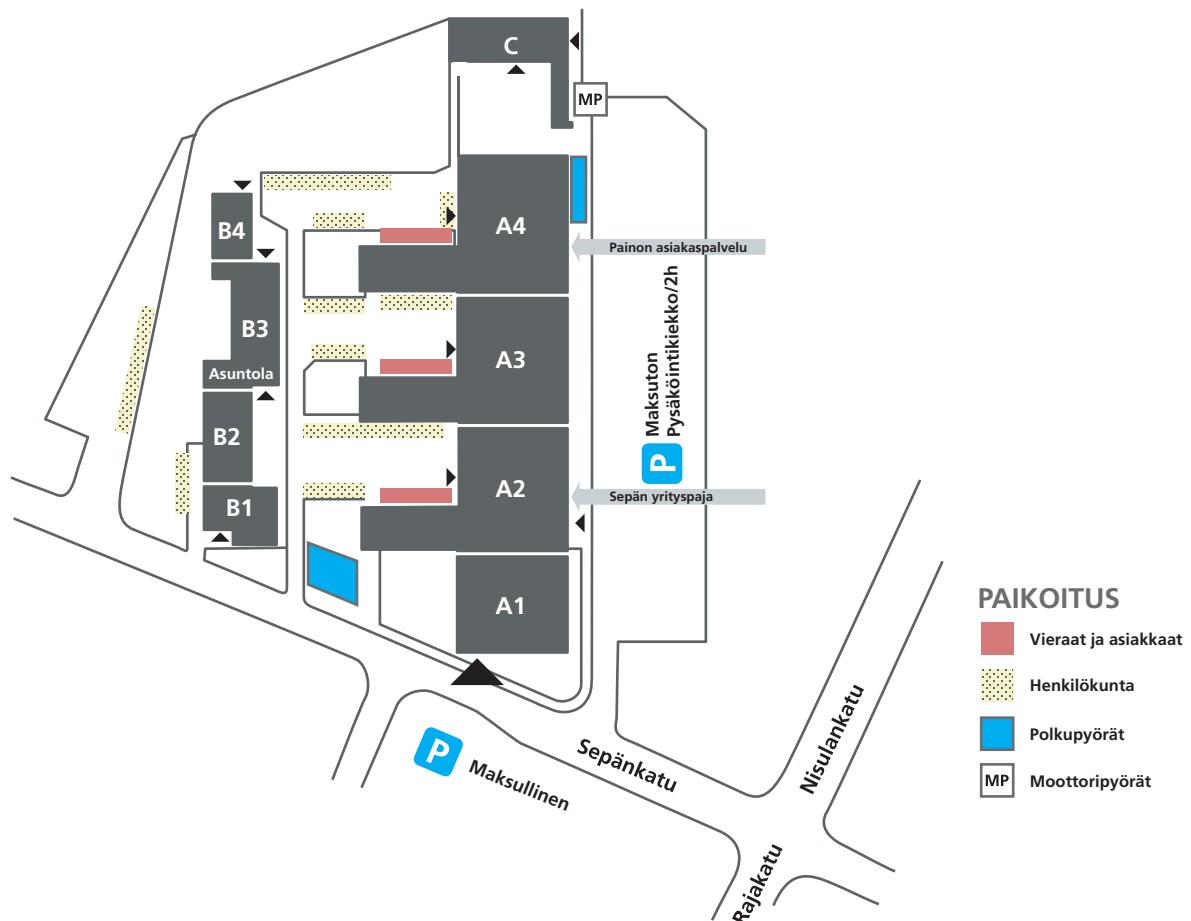 C
MP
B4
A4
Painon asiakaspalvelu
B3
A3
Asuntola
Maksuton
Pysäköintikiekko/2h
P
B2
A2
Sepän yrityspaja
B1
A1
P
Maksullinen
Sepänkatu
Nisulankatu
Rajakatu
PAIKOITUS
Vieraat ja asiakkaat
Henkilökunta
Polkupyörät
MP Moottoripyörät